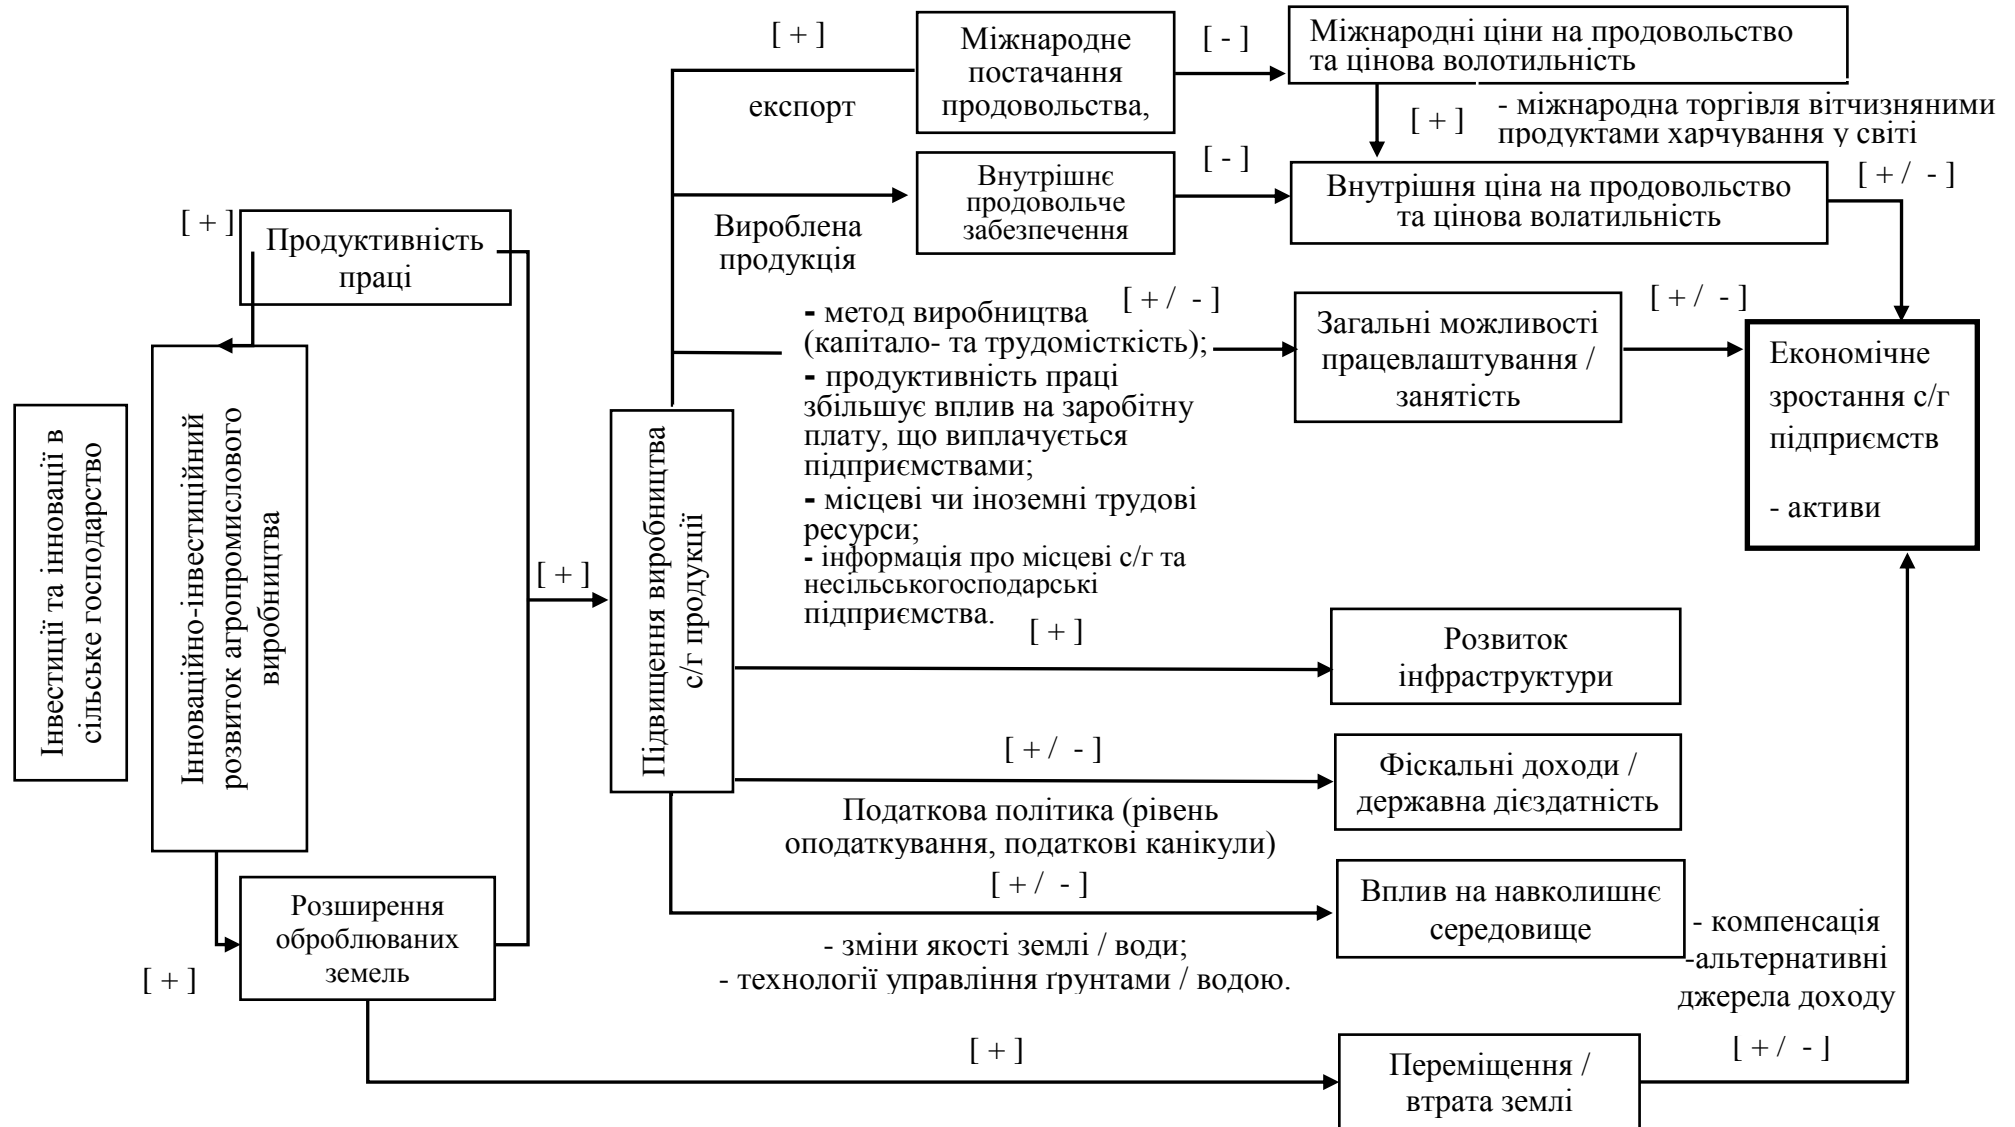 Інвестиції та інновації в
сільське господарство
Інноваційно-інвестиційний
розвиток агропромислового
виробництва
[ + ]
Продуктивність
праці
[ + ]
Розширення
оброблюваних
земель
[ + ]
Підвищення виробництва
с/г продукції
[ + ]
експорт
Міжнародне
постачання
продовольства,
[ - ]
Міжнародні ціни на продовольство
та цінова волотильність
[ + ]
- міжнародна торгівля вітчизняними
продуктами харчування у світі
Вироблена
продукція
Внутрішнє
продовольче
забезпечення
[ - ]
Внутрішня ціна на продовольство
та цінова волатильність
[ + / - ]
- метод виробництва
(капітало- та трудомісткість);
- продуктивність праці
збільшує вплив на заробітну
плату, що виплачується
підприємствами;
- місцеві чи іноземні трудові
ресурси;
- інформація про місцеві с/г та
несільськогосподарські
підприємства.
[ + / - ]
Загальні можливості
працевлаштування /
занятість
[ + / - ]
Економічне
зростання с/г
підприємств
- активи
[ + ]
Розвиток
інфраструктури
[ + / - ]
Податкова політика (рівень
оподаткування, податкові канікули)
Фіскальні доходи /
державна дієздатність
[ + / - ]
- зміни якості землі / води;
- технології управління ґрунтами / водою.
Вплив на навколишнє
середовище
- компенсація
-альтернативні
джерела доходу
[ + ]
Переміщення /
втрата землі
[ + / - ]